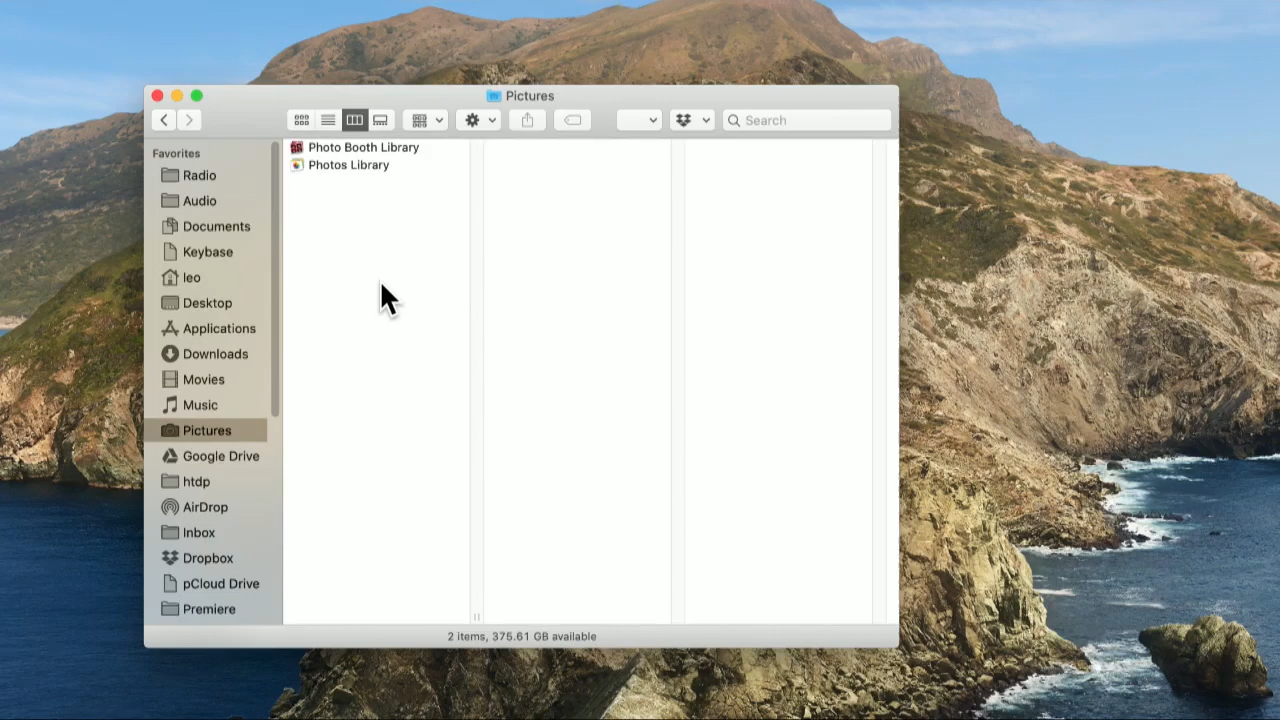 Pictures
Search
Favorites
Radio
Audio
Documents
Keybase
leo
Desktop
Applications
Downloads
Movies
Music
Pictures
Google Drive
htdp
AirDrop
Inbox
Dropbox
pCloud Drive
Premiere
Photo Booth Library
Photos Library
2 items, 375.61 GB available